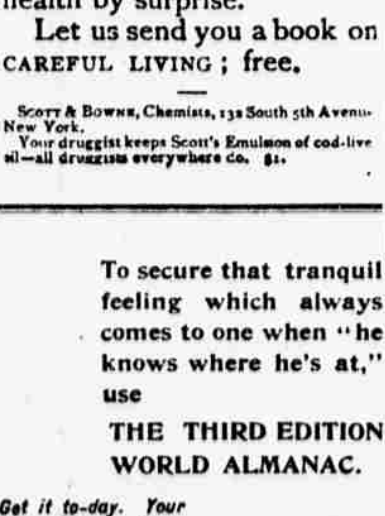 health by surprise.
Let us send you a book on
CAREFUL LIVING ; free.
SCOTT & BOWNE, Chemists, 132 South 5th Avenu-
New York.
Your druggist keeps Scott's Emulsion of cod-live
oil—all druggists everywhere do. $1.
To secure that tranquil
feeling which always
comes to one when "he
knows where he's at,"
use
THE THIRD EDITION
WORLD ALMANAC.
Get it to-day. Your